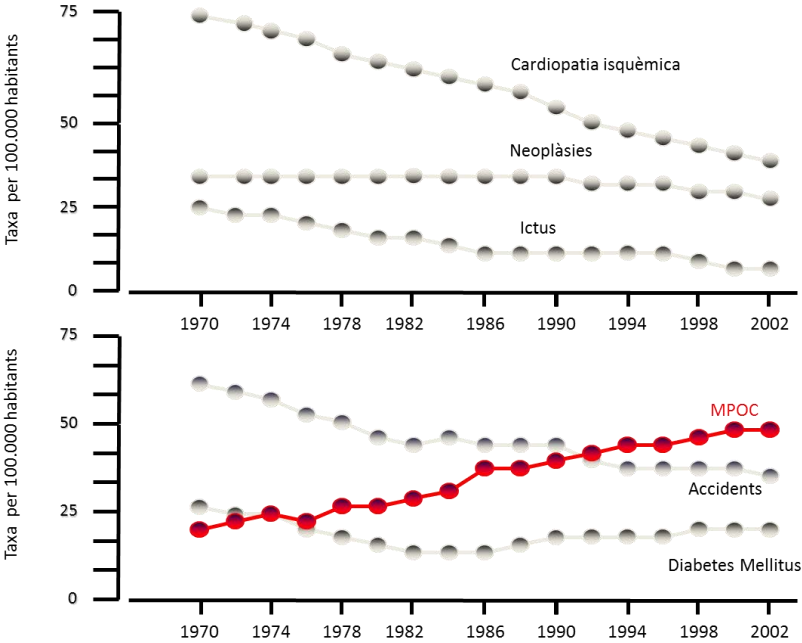 75
Taxa per 100.000 habitants
Cardiopatia isquèmica
50
Neoplàsies
25
Ictus
0
1970 1974 1978 1982 1986 1990 1994 1998 2002
75
Taxa per 100.000 habitants
MPOC
50
Accidents
25
Diabetes Mellitus
0
1970 1974 1978 1982 1986 1990 1994 1998 2002